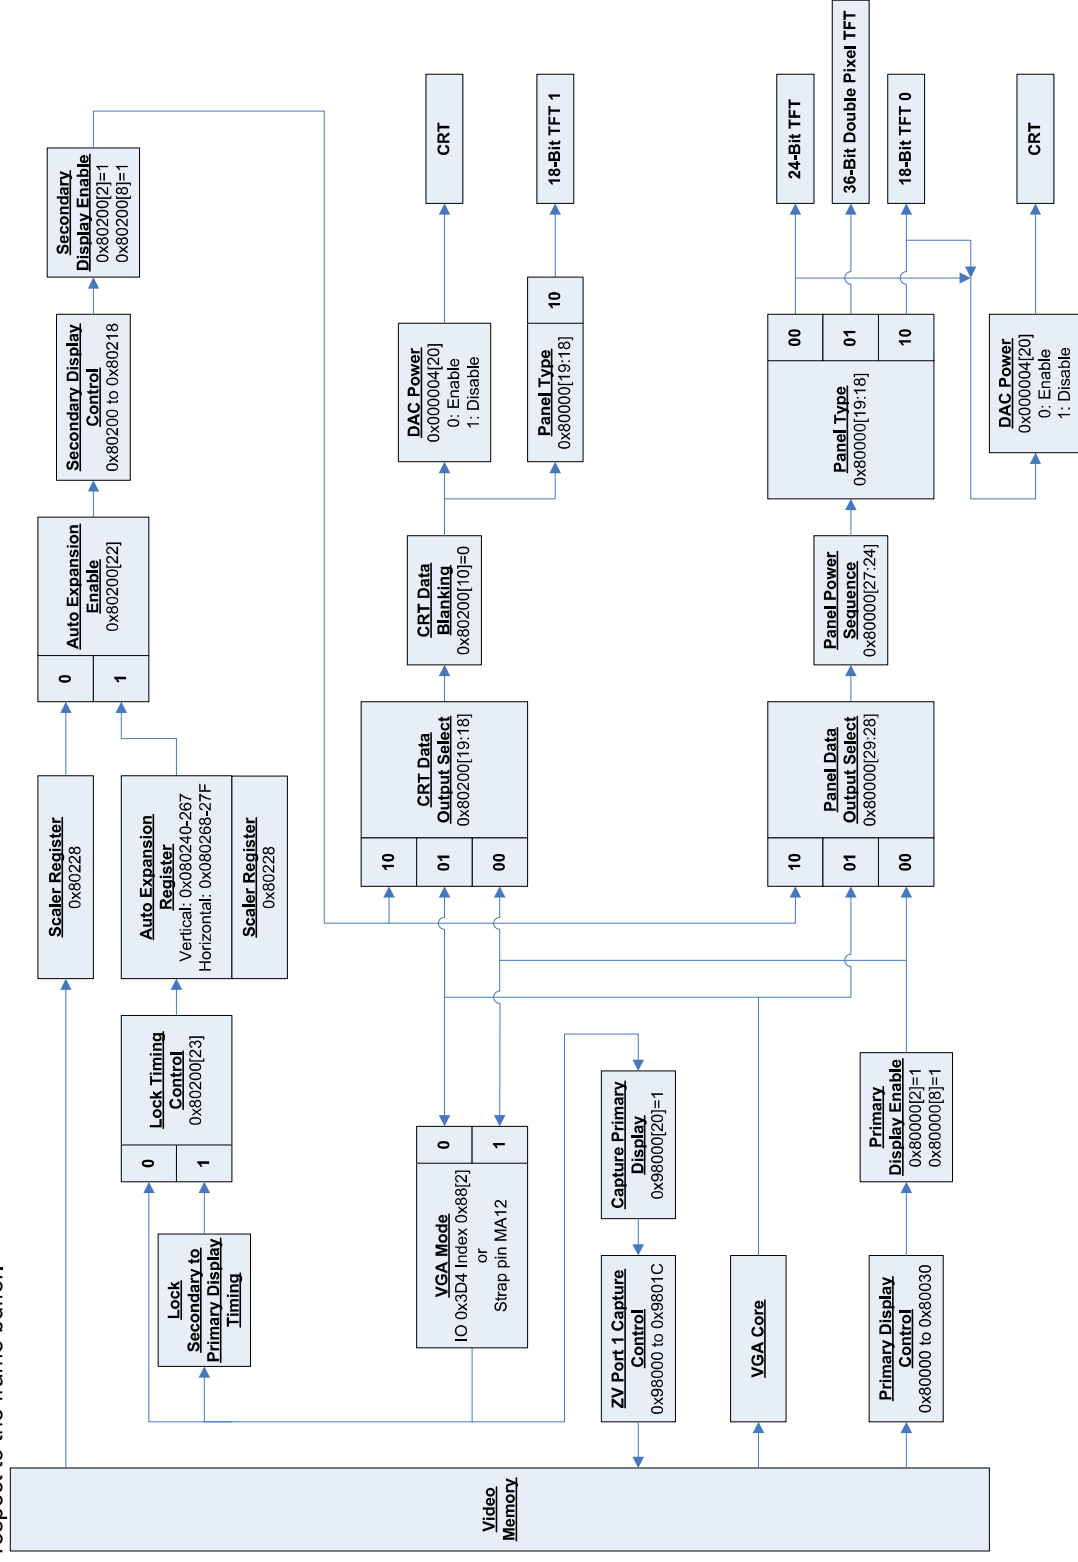 respect to the frame buffer.
Video
Memory
Scaler Register
0x80228
Lock
Secondary to
Primary Display
Timing
0
1
Lock Timing
Control
0x80200[23]
Auto Expansion
Register
Vertical: 0x080240-267
Horizontal: 0x080268-27F
Scaler Register
0x80228
0
1
Auto Expansion
Enable
0x80200[22]
Secondary Display
Control
0x80200 to 0x80218
Secondary
Display Enable
0x80200[2]=1
0x80200[8]=1
VGA Mode
IO 0x3D4 Index 0x88[2]
or
Strap pin MA12
0
1
10
01
00
CRT Data
Output Select
0x80200[19:18]
CRT Data
Blanking
0x80200[10]=0
DAC Power
0x000004[20]
0: Enable
1: Disable
CRT
Panel Type
0x80000[19:18]
10
18-Bit TFT 1
ZV Port 1 Capture
Control
0x98000 to 0x9801C
Capture Primary
Display
0x98000[20]=1
VGA Core
Primary Display
Control
0x80000 to 0x80030
Primary
Display Enable
0x80000[2]=1
0x80000[8]=1
10
01
00
Panel Data
Output Select
0x80000[29:28]
Panel Power
Sequence
0x80000[27:24]
Panel Type
0x80000[19:18]
00
01
10
24-Bit TFT
36-Bit Double Pixel TFT
18-Bit TFT 0
DAC Power
0x000004[20]
0: Enable
1: Disable
CRT